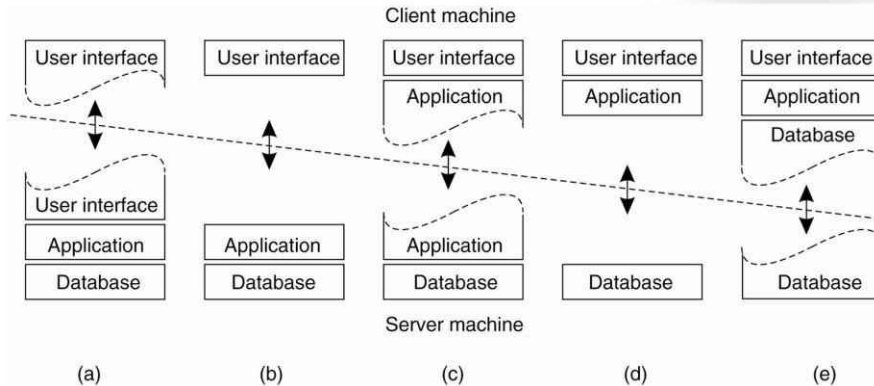 Client machine
User interface User interface User interface User interface User interface
Application Application Application
Database
User interface
Application Application Application
Database Database Database Database Database
Server machine
(a) (b) (c) (d) (e)